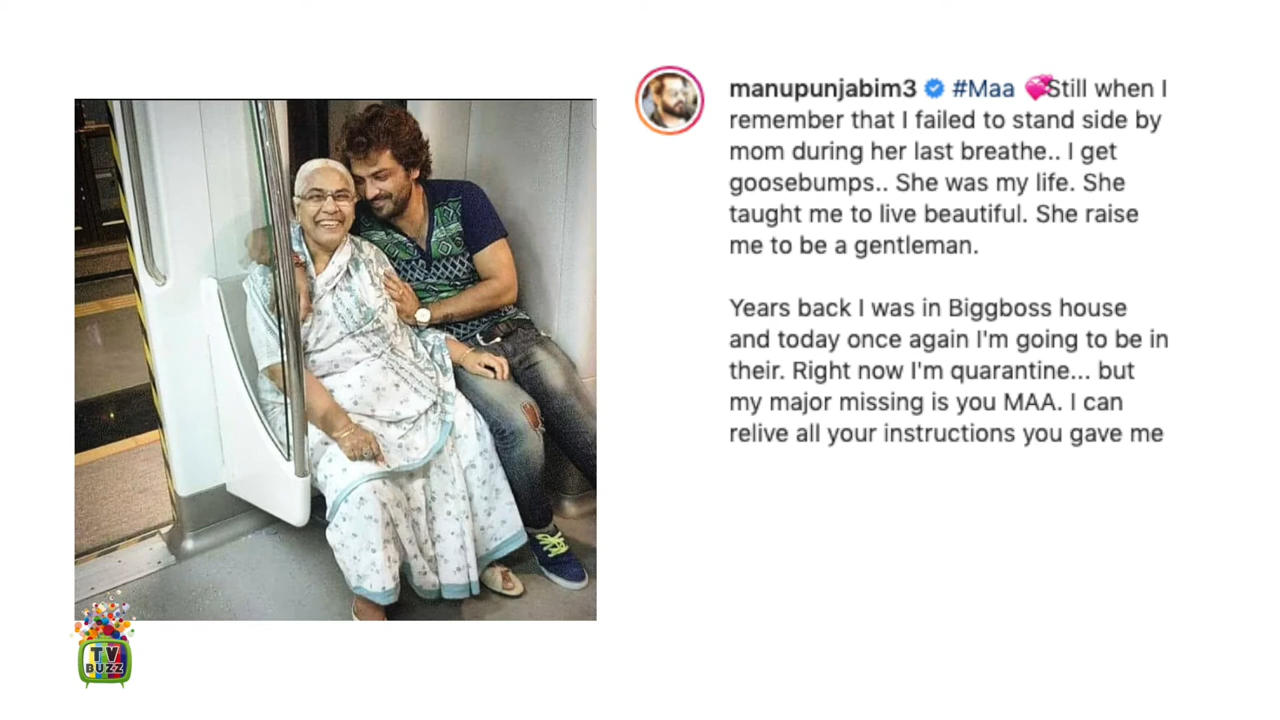 manupunjabim3 #Maa 💞Still when I
remember that I failed to stand side by
mom during her last breathe.. I get
goosebumps.. She was my life. She
taught me to live beautiful. She raise
me to be a gentleman.
Years back I was in Biggboss house
and today once again I'm going to be in
their. Right now I'm quarantine... but
my major missing is you MAA. I can
relive all your instructions you gave me
TV
BUZZ